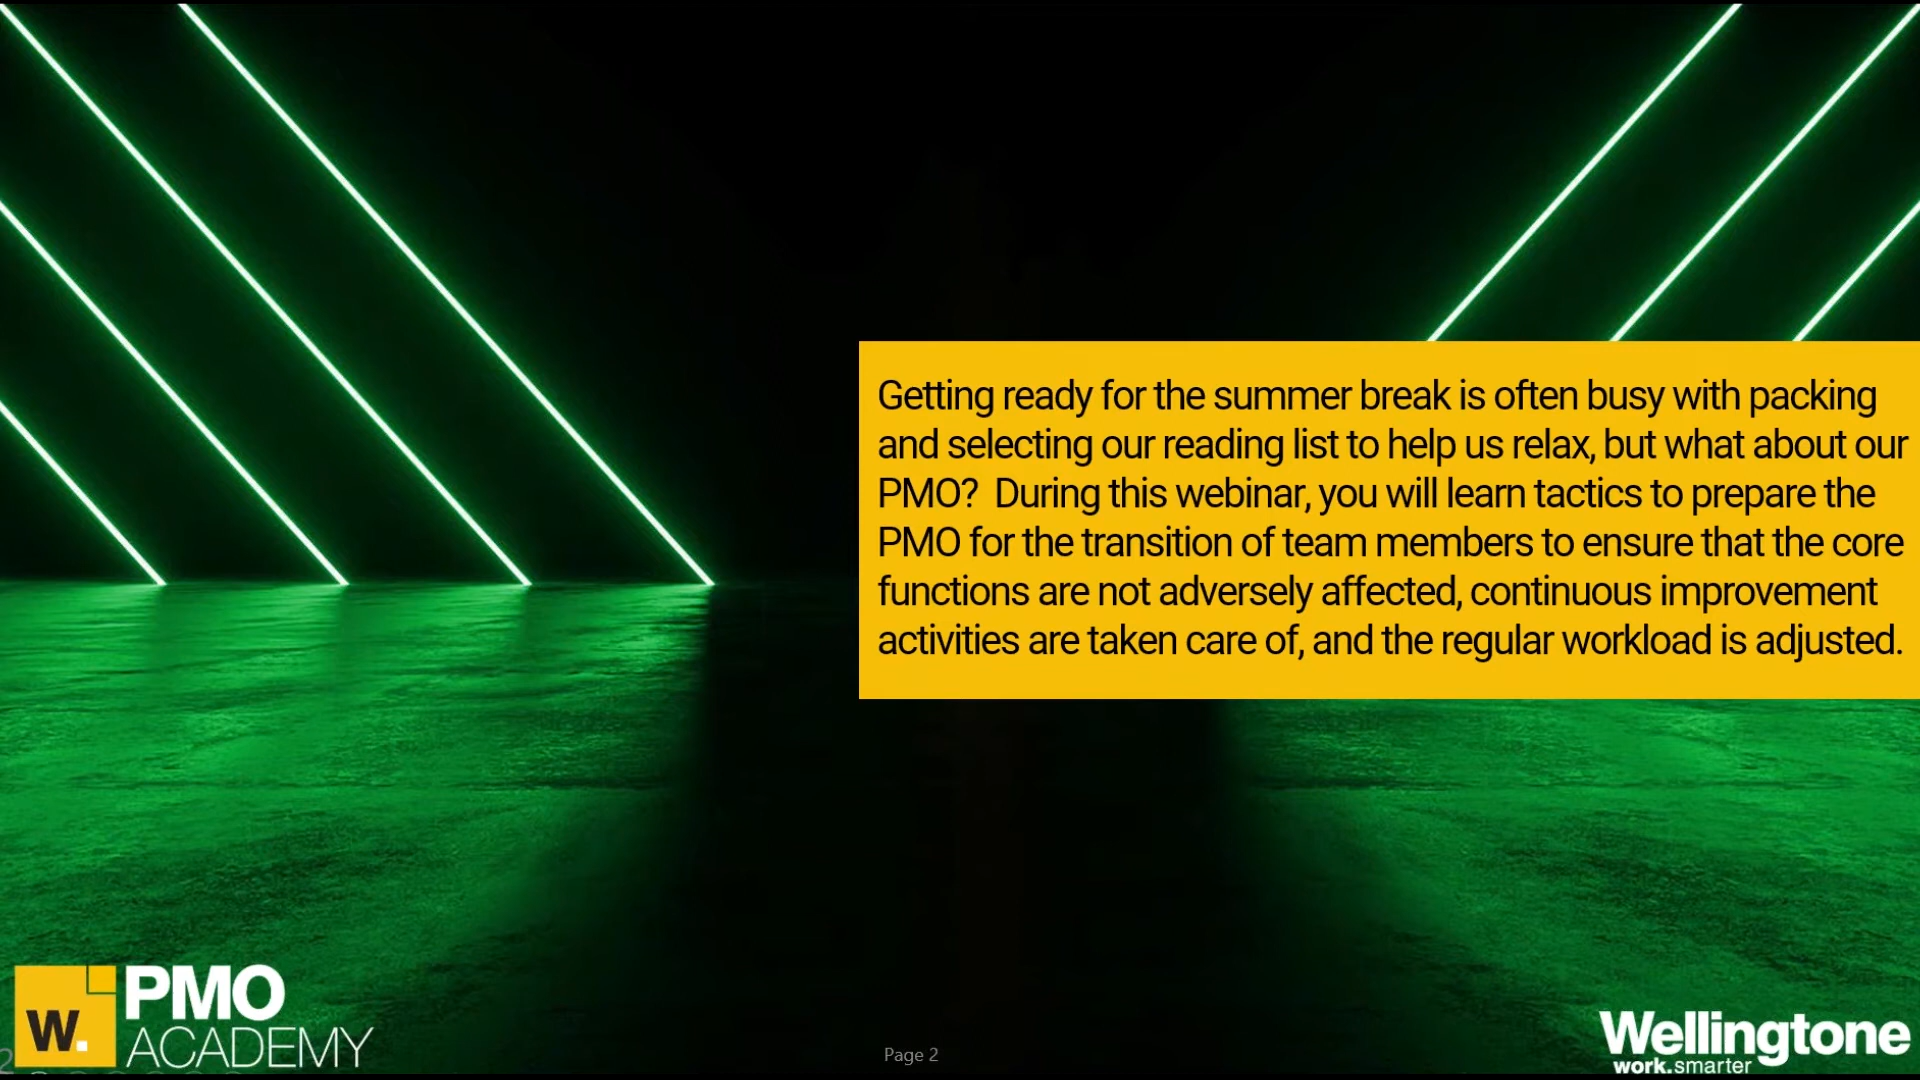 Getting ready for the summer break is often busy with packing
and selecting our reading list to help us relax, but what about our
PMO?  During this webinar, you will learn tactics to prepare the
PMO for the transition of team members to ensure that the core
functions are not adversely affected, continuous improvement
activities are taken care of, and the regular workload is adjusted.
W.
PMO
ACADEMY
2
Page 2
Wellingtone
work.smarter